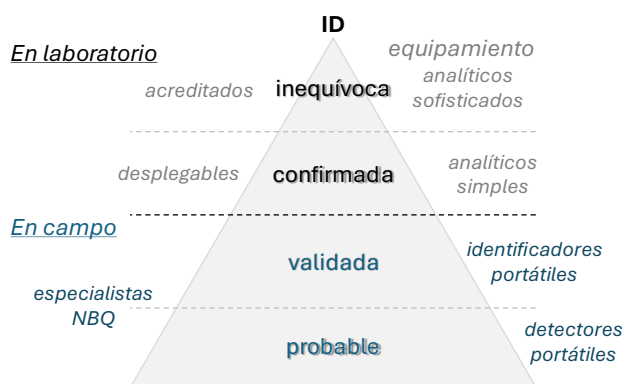 ID
En laboratorio
equipamiento
acreditados
inequívoca
analíticos
sofisticados
desplegables
confirmada
analíticos
simples
En campo
validada
identificadores
portátiles
especialistas
NBQ
probable
detectores
portátiles